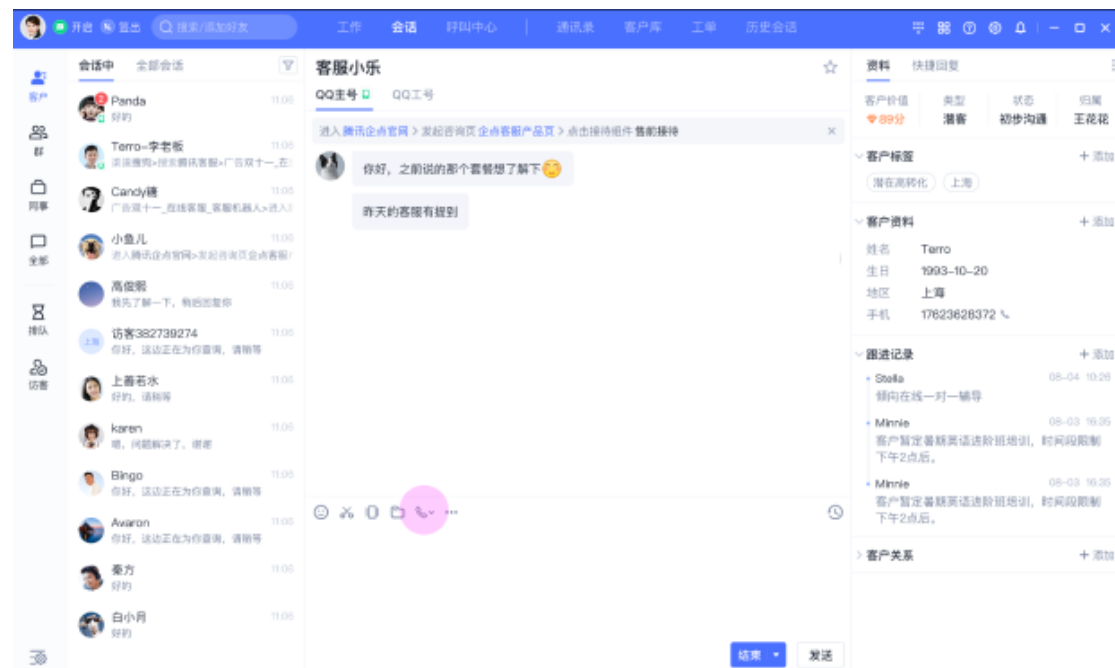 开启 签出 搜索/添加好友 工作 会话 呼叫中心 通讯录 客户库 工单 历史会话
客户
群
同事
全部
排队
访客
会话中 全部会话
Panda 11:06
2
好的
Terro-李老板 11:06
Candy糖 11:06
广告双十一_在线客服_客服机器人>进入
小鱼儿 11:06
进入腾讯企点官网>发起咨询页企点客服/
高俊熙 11:06
我先了解一下，稍后回复你
访客382739274 11:06
上海
你好，这边正在为你查询，请稍等
上善若水 11:06
好的，请稍等
karen 11:06
嗯，问题解决了，谢谢
Bingo 11:06
你好，这边正在为你查询，请稍等
Avaron 11:06
你好，这边正在为你查询，请稍等
秦方 11:06
好的
白小月 11:06
好的
客服小乐
QQ主号 QQ工号
进入 腾讯企点官网 > 发起咨询页 企点客服产品页 > 点击接待组件 售前接待
你好，之前说的那个套餐想了解下
昨天的客服有提到
结束 发送
资料 快捷回复
客户价值 类型 状态 归属
89分 潜客 初步沟通 王花花
客户标签 + 添加
潜在高转化 上海
客户资料 + 添加
姓名 Terro
生日 1993-10-20
地区 上海
手机 17623628372
跟进记录 + 添加
Stella 08-04 10:26
倾向在线一对一辅导
Minnie 08-03 16:35
客户暂定暑期英语进阶班培训，时间段限制
下午2点后。
Minnie 08-03 16:35
客户暂定暑期英语进阶班培训，时间段限制
下午2点后。
客户关系 + 添加